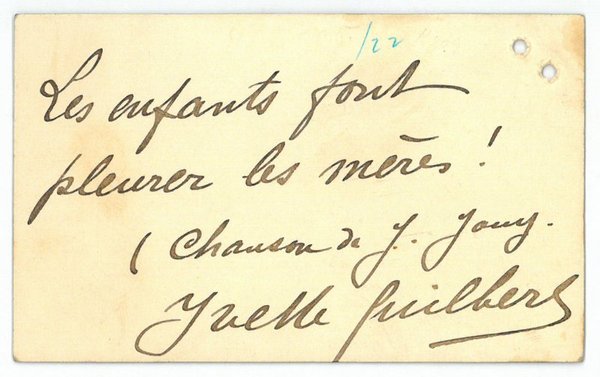 /22
Les enfants font
pleurer les mères !
( Chanson de J. Jouy.
Yvette Guilbert